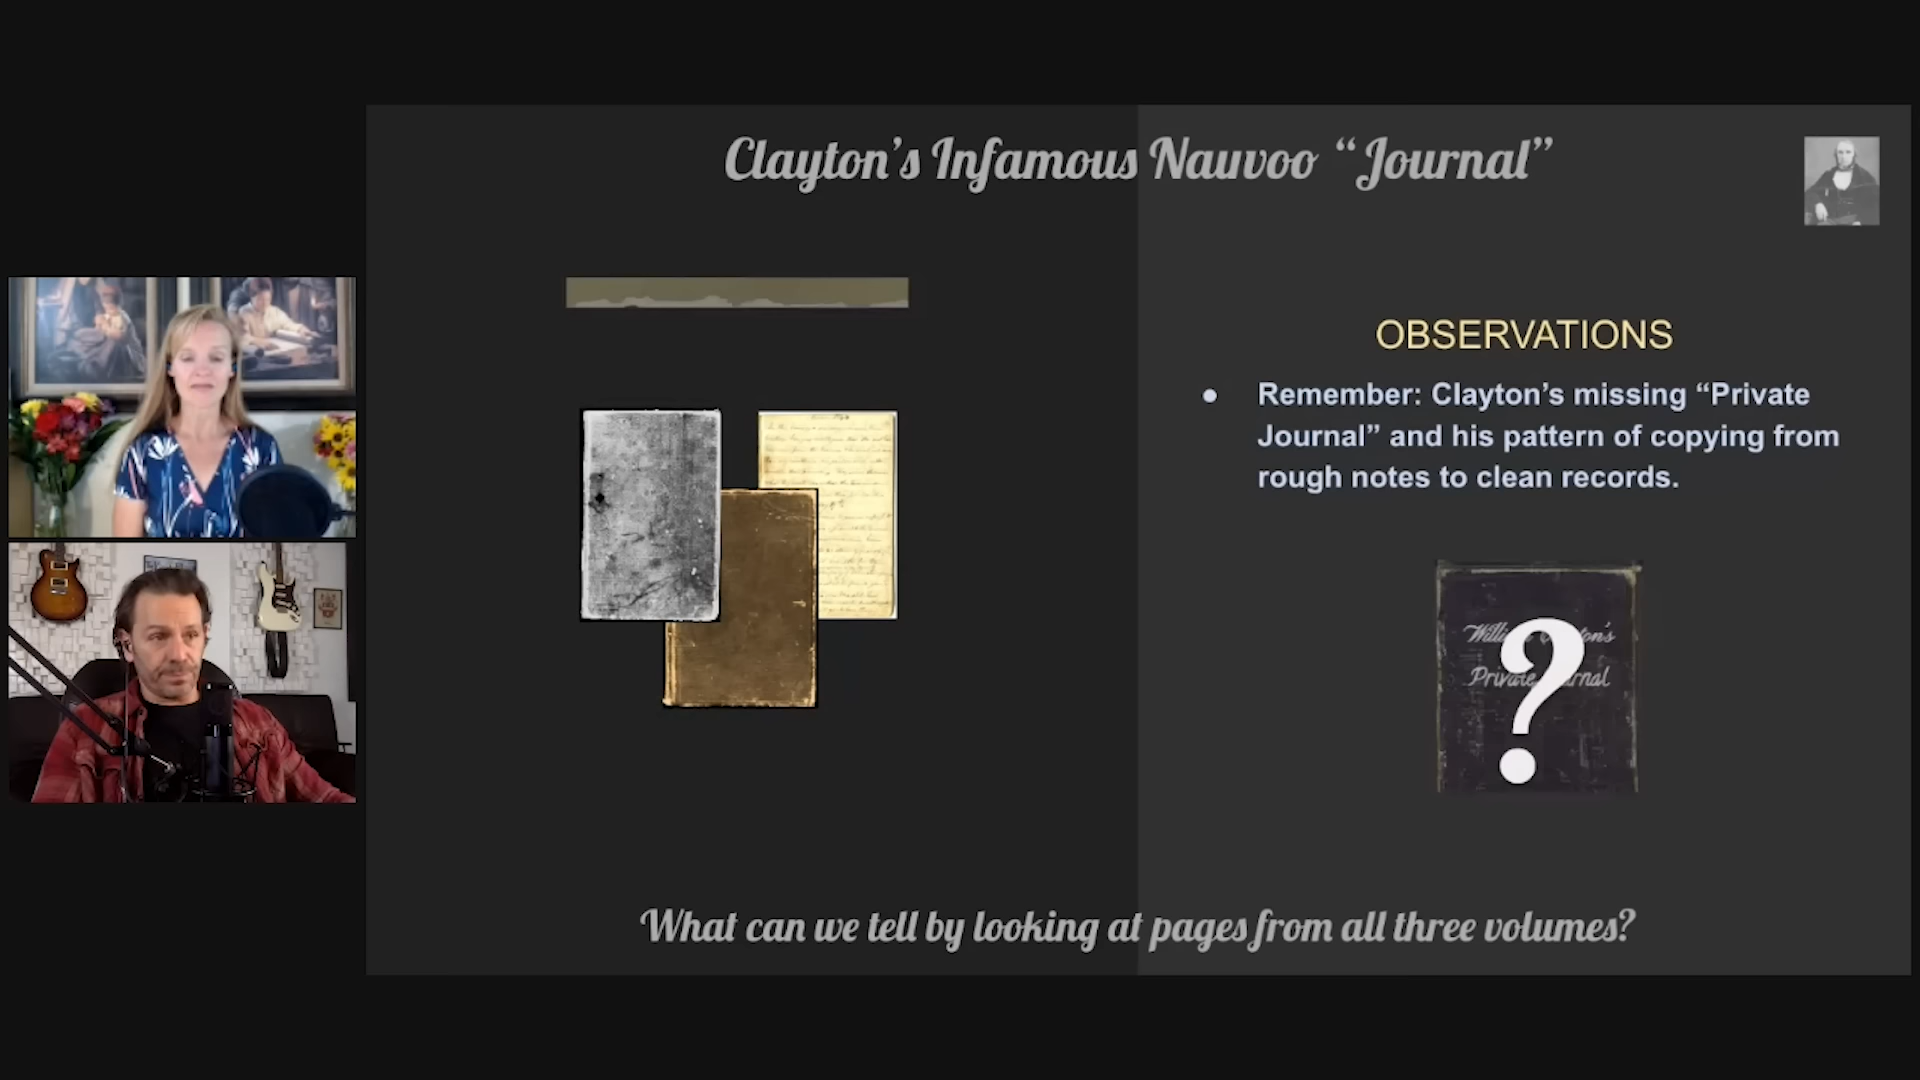 Clayton’s Infamous Nauvoo “Journal”
OBSERVATIONS
● Remember: Clayton’s missing “Private
Journal” and his pattern of copying from
rough notes to clean records.
Private
What can we tell by looking at pages from all three volumes?